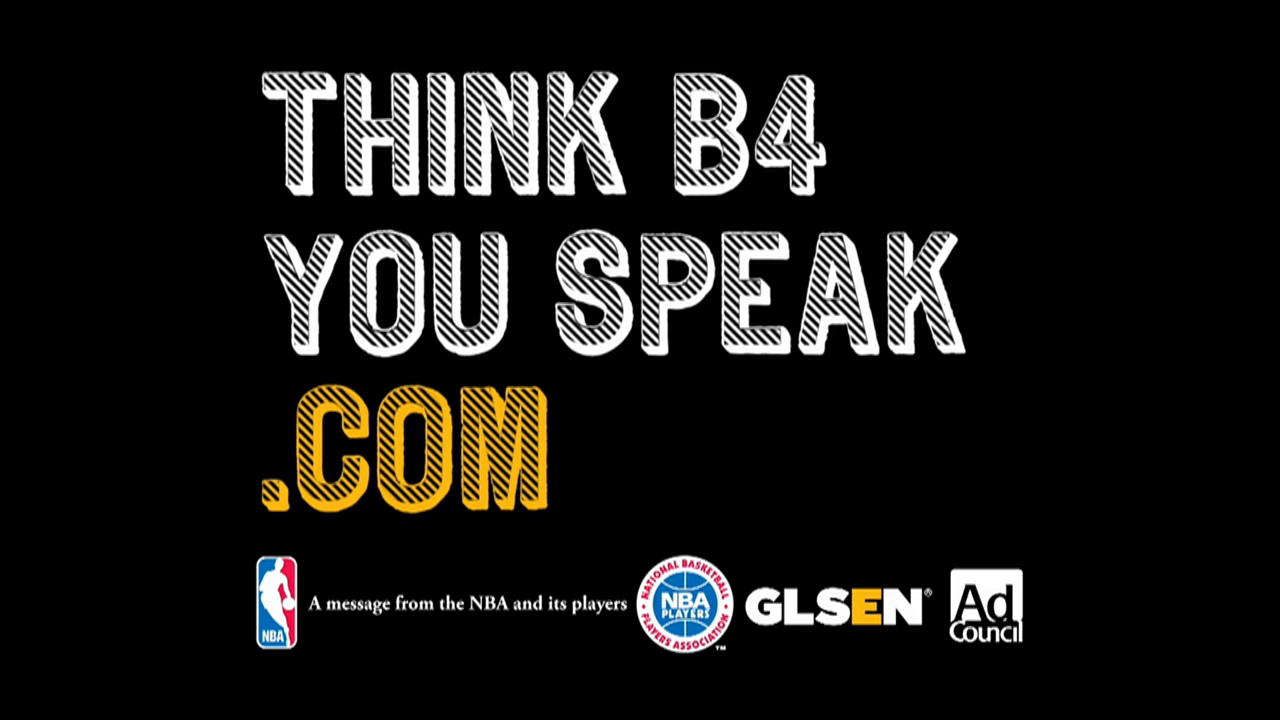 THINK B4
YOU SPEAK
.COM
NBA
A message from the NBA and its players
NATIONAL BASKETBALL
NBA
PLAYERS
PLAYERS ASSOCIATION
TM
GLSEN®
Ad
Council